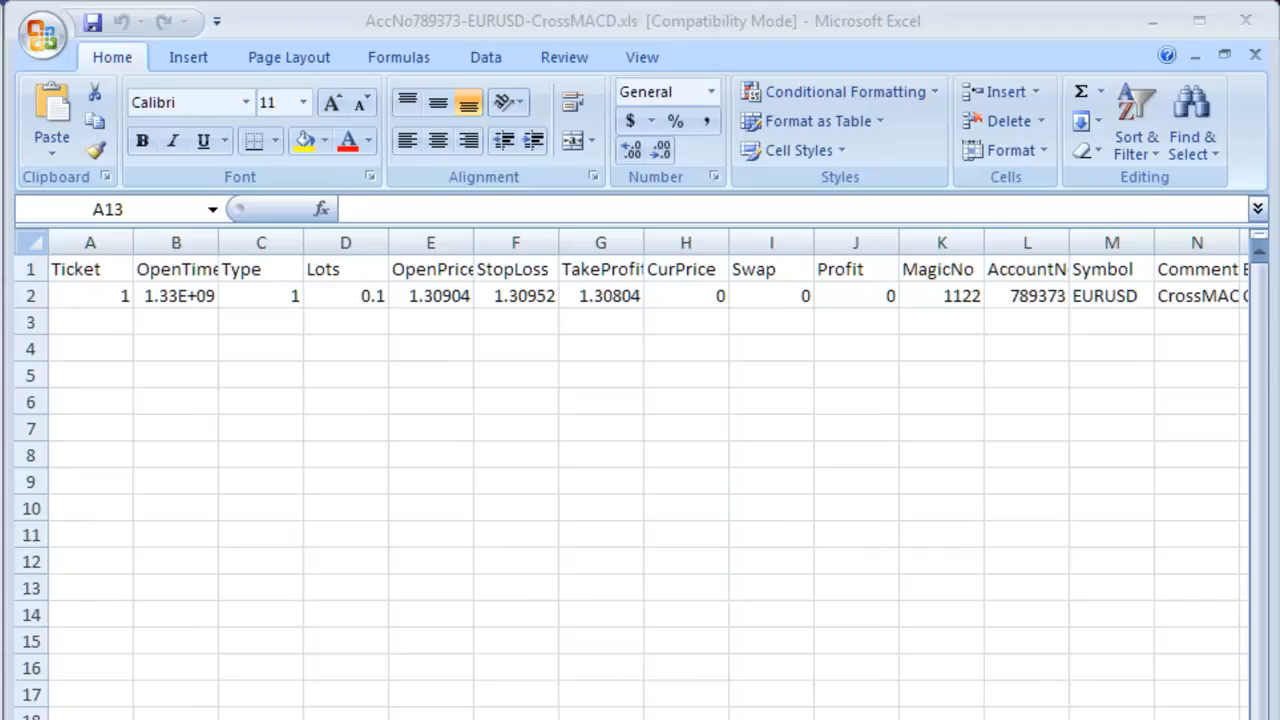 AccNo789373-EURUSD-CrossMACD.xls [Compatibility Mode] - Microsoft Excel
Home Insert Page Layout Formulas Data Review View
Paste
Clipboard
Calibri 11
B I U A
Font
Alignment
General
$ % ,
Number
Conditional Formatting
Format as Table
Cell Styles
Styles
Insert
Delete
Format
Cells
Σ
Sort & Filter
Find & Select
Editing
A13 fx
A B C D E F G H I J K L M N
1 Ticket OpenTime Type Lots OpenPrice StopLoss TakeProfit CurPrice Swap Profit MagicNo AccountN Symbol Comment
2 1 1.33E+09 1 0.1 1.30904 1.30952 1.30804 0 0 0 1122 789373 EURUSD CrossMAC
3
4
5
6
7
8
9
10
11
12
13
14
15
16
17
18